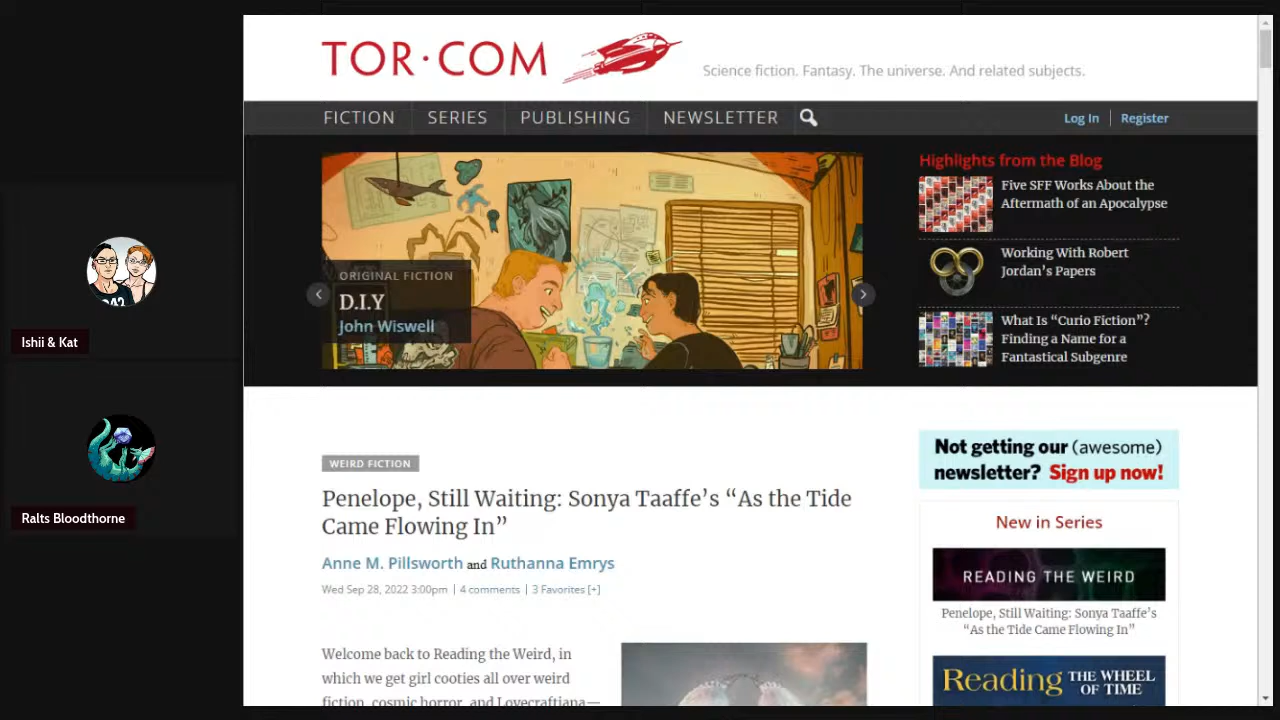 TOR·COM
Science fiction. Fantasy. The universe. And related subjects.
FICTION
SERIES
PUBLISHING
NEWSLETTER
Log In
Register
ORIGINAL FICTION
D.I.Y
John Wiswell
Highlights from the Blog
Five SFF Works About the
Aftermath of an Apocalypse
Working With Robert
Jordan's Papers
What Is “Curio Fiction”?
Finding a Name for a
Fantastical Subgenre
Ishii & Kat
Ralts Bloodthorne
WEIRD FICTION
Penelope, Still Waiting: Sonya Taaffe’s “As the Tide
Came Flowing In”
Anne M. Pillsworth and Ruthanna Emrys
Wed Sep 28, 2022 3:00pm | 4 comments | 3 Favorites [+]
Welcome back to Reading the Weird, in
which we get girl cooties all over weird
fiction, cosmic horror, and Lovecraftiana—
Not getting our (awesome)
newsletter? Sign up now!
New in Series
READING THE WEIRD
Penelope, Still Waiting: Sonya Taaffe’s
“As the Tide Came Flowing In”
Reading THE WHEEL
OF TIME